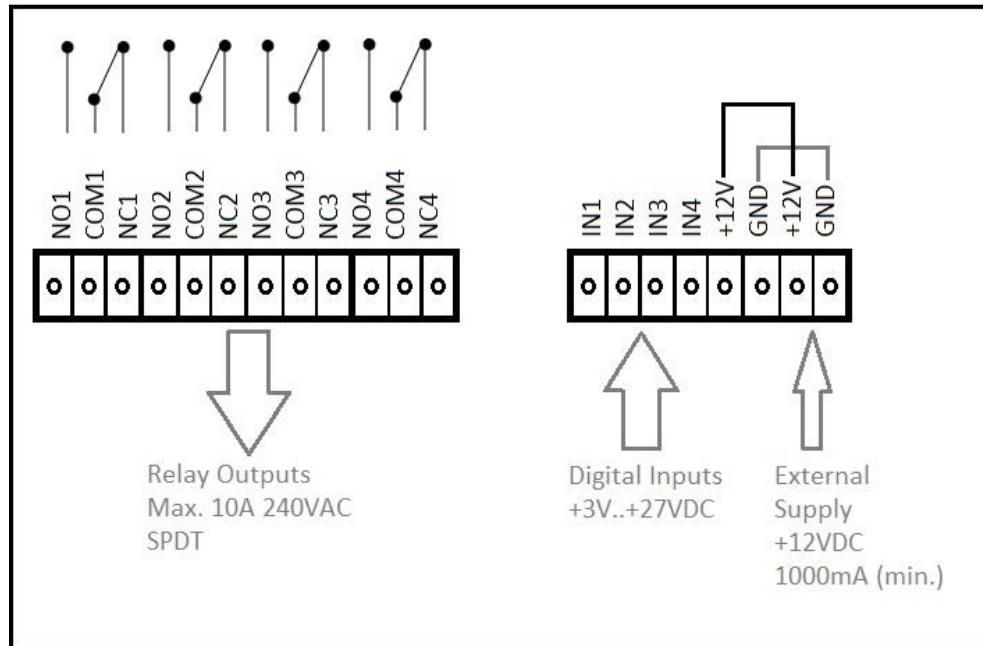 NO1
COM1
NC1
NO2
COM2
NC2
NO3
COM3
NC3
NO4
COM4
NC4
IN1
IN2
IN3
IN4
+12V
GND
+12V
GND
Relay Outputs
Max. 10A 240VAC
SPDT
Digital Inputs
+3V..+27VDC
External
Supply
+12VDC
1000mA (min.)